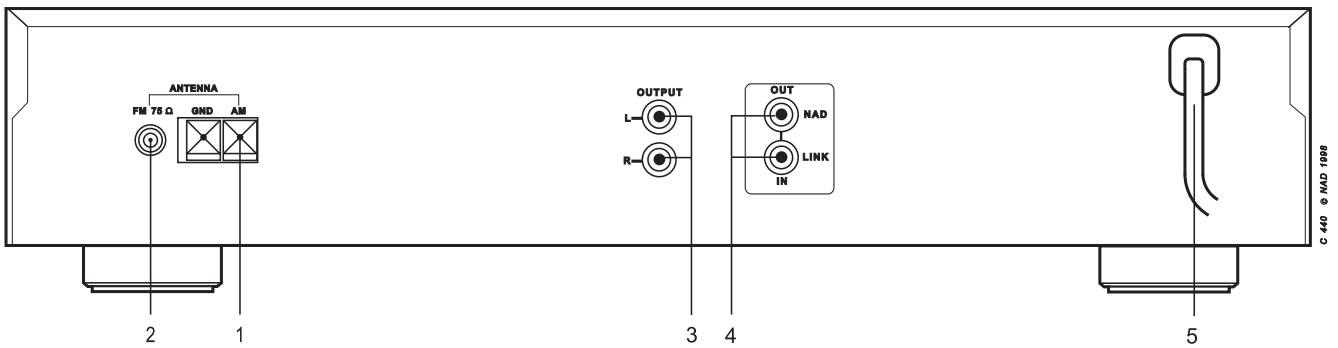 ANTENNA
FM 75 Ω GND AM
OUTPUT
L
R
OUT
NAD
LINK
IN
2 1 3 4 5
C 440 © NAD 1998